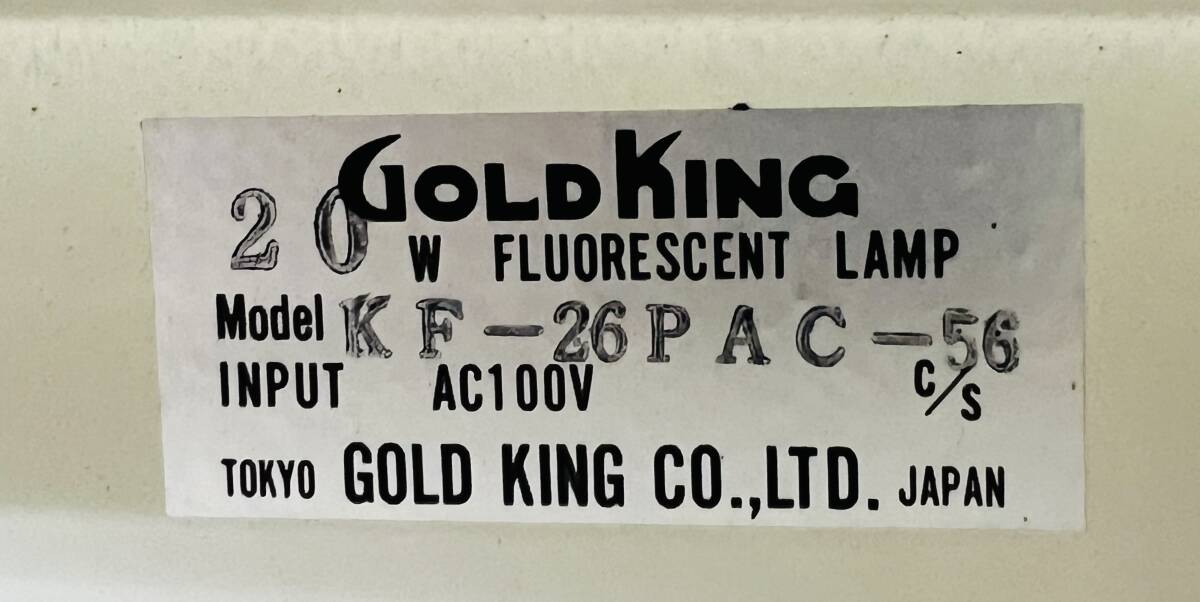 GOLDKING
20 W FLUORESCENT LAMP
Model KF-26PAC-56
INPUT AC100V C/S
TOKYO GOLD KING CO.,LTD. JAPAN